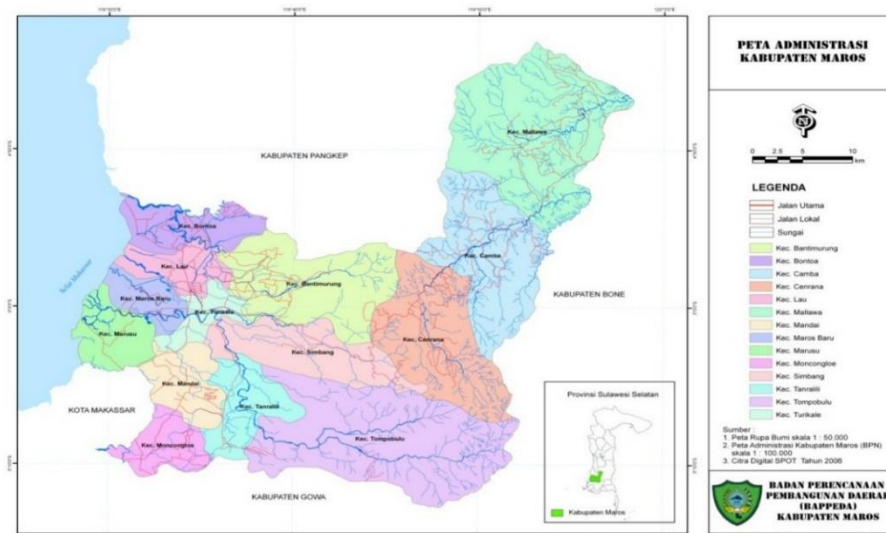 PETA ADMINISTRASI
KABUPATEN MAROS
0 2.5 5 10
km
LEGENDA
Jalan Utama
Jalan Lokal
Sungai
Kec. Bantimurung
Kec. Bontoa
Kec. Camba
Kec. Cenrana
Kec. Lau
Kec. Mallawa
Kec. Mandai
Kec. Maros Baru
Kec. Marusu
Kec. Moncongloe
Kec. Simbang
Kec. Tanralili
Kec. Tompobulu
Kec. Turikale
Sumber :
1. Peta Rupa Bumi skala 1 : 50.000
2. Peta Administrasi Kabupaten Maros (BPN)
skala 1 : 100.000
3. Citra Digital SPOT Tahun 2006
BADAN PERENCANAAN
PEMBANGUNAN DAERAH
(BAPPEDA)
KABUPATEN MAROS
KABUPATEN PANGKEP
KABUPATEN BONE
KABUPATEN GOWA
KOTA MAKASSAR
Selat Makassar
Kec. Mallawa
Kec. Camba
Kec. Bontoa
Kec. Lau
Kec. Bantimurung
Kec. Maros Baru
Kec. Turikale
Kec. Marusu
Kec. Simbang
Kec. Cenrana
Kec. Mandai
Kec. Tanralili
Kec. Tompobulu
Kec. Moncongloe
Provinsi Sulawesi Selatan
Kabupaten Maros